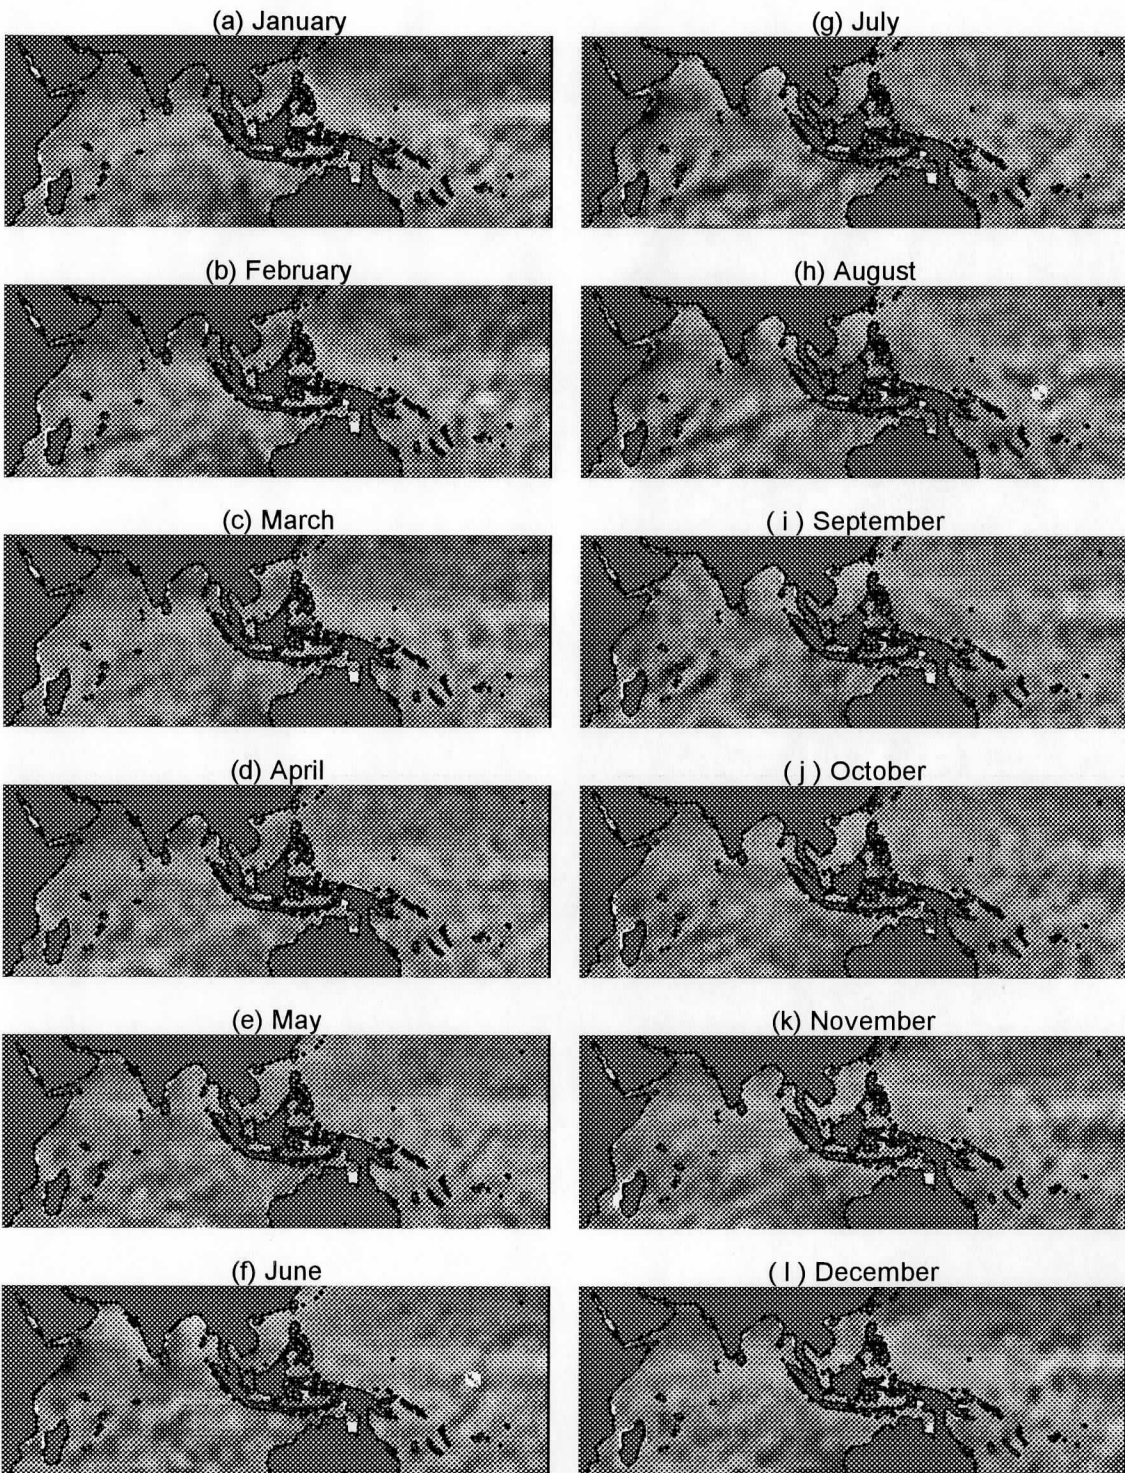 (a) January
(b) February
(c) March
(d) April
(e) May
(f) June
(g) July
(h) August
( i ) September
( j ) October
(k) November
( l ) December